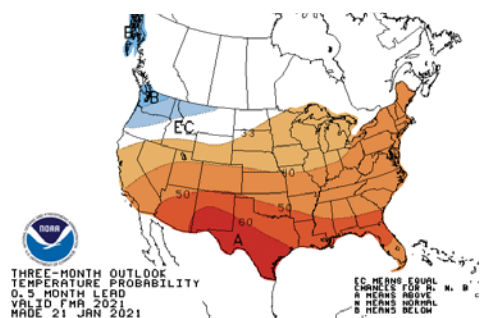 B
B
EC
33
40
50
50
60
A
NOAA
THREE-MONTH OUTLOOK
TEMPERATURE PROBABILITY
0.5 MONTH LEAD
VALID FMA 2021
MADE 21 JAN 2021
EC MEANS EQUAL
CHANCES FOR A, N, B
A MEANS ABOVE
N MEANS NORMAL
B MEANS BELOW